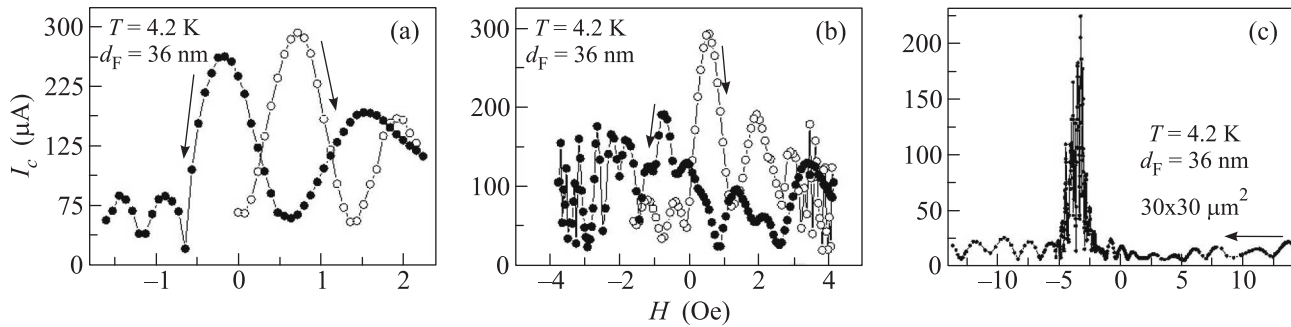 300
225
125
75
0
I_c (μA)
T = 4.2 K
d_F = 36 nm
(a)
−1 0 1 2
300
200
100
0
T = 4.2 K
d_F = 36 nm
(b)
−4 −2 0 2 4
H (Oe)
200
150
100
50
0
(c)
T = 4.2 K
d_F = 36 nm
30x30 μm²
−10 −5 0 5 10